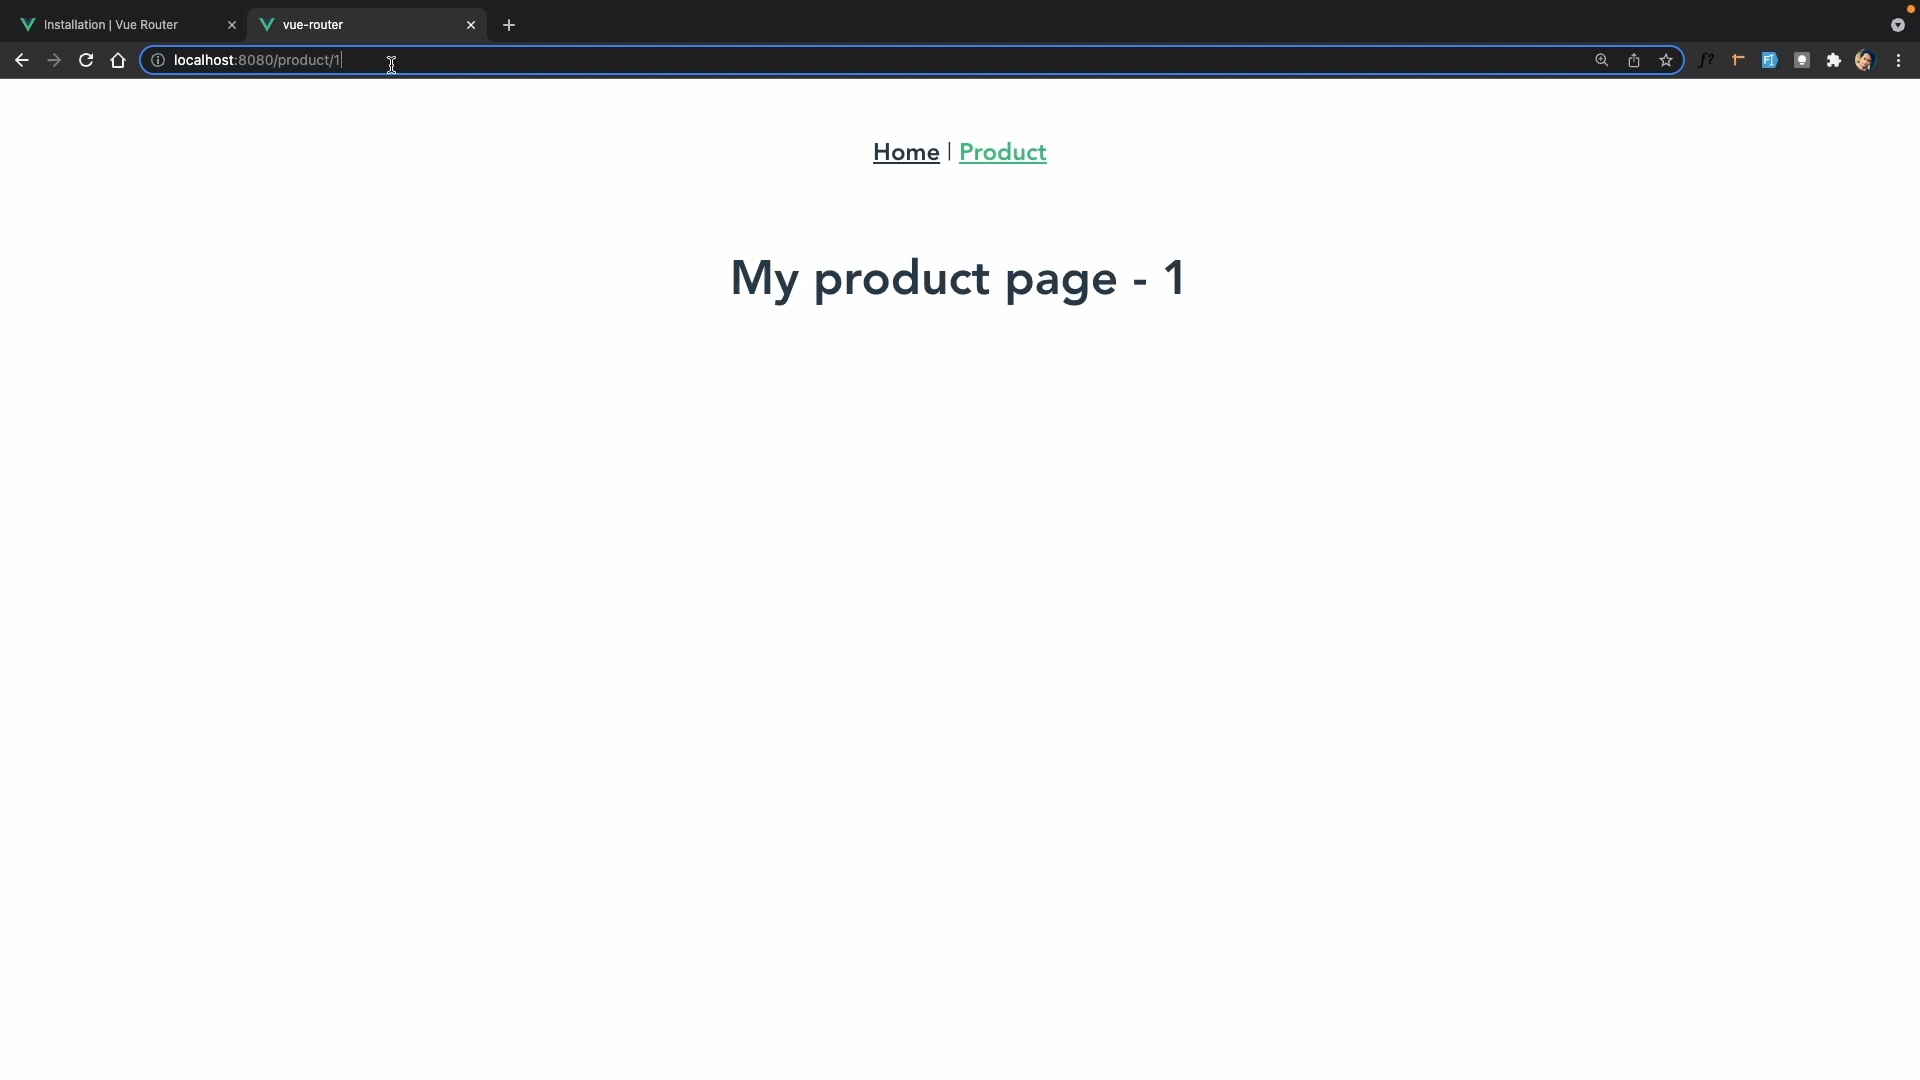 Installation | Vue Router
vue-router
localhost:8080/product/1
f?
Home | Product
My product page - 1